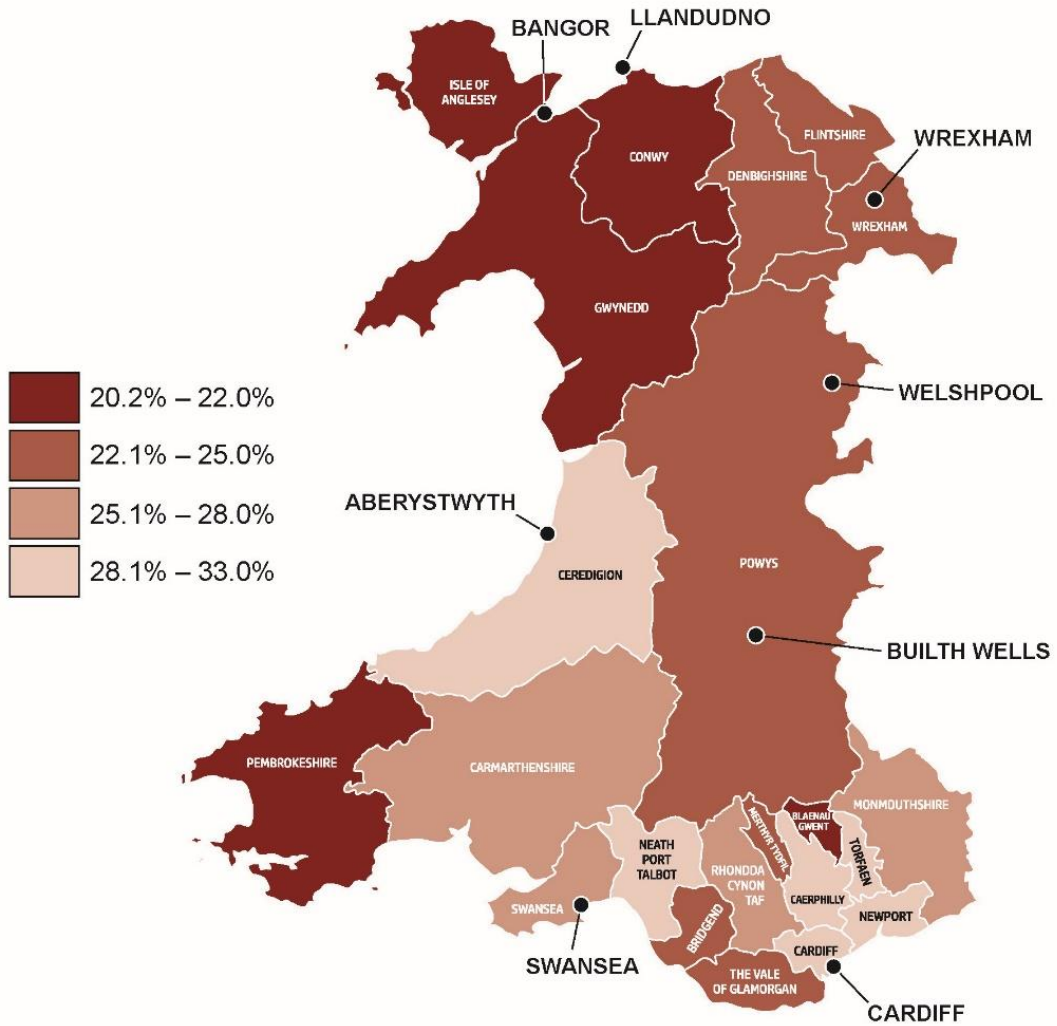 LLANDUDNO
BANGOR
ISLE OF
ANGLESEY
CONWY
FLINTSHIRE
WREXHAM
DENBIGHSHIRE
WREXHAM
GWYNEDD
20.2% – 22.0%
22.1% – 25.0%
25.1% – 28.0%
28.1% – 33.0%
WELSHPOOL
ABERYSTWYTH
CEREDIGION
POWYS
BUILTH WELLS
PEMBROKESHIRE
CARMARTHENSHIRE
MONMOUTHSHIRE
MERTHYR TYDFIL
BLAENAU
GWENT
TORFAEN
NEATH
PORT
TALBOT
RHONDDA
CYNON
TAF
CAERPHILLY
SWANSEA
NEWPORT
BRIDGEND
CARDIFF
SWANSEA
THE VALE
OF GLAMORGAN
CARDIFF